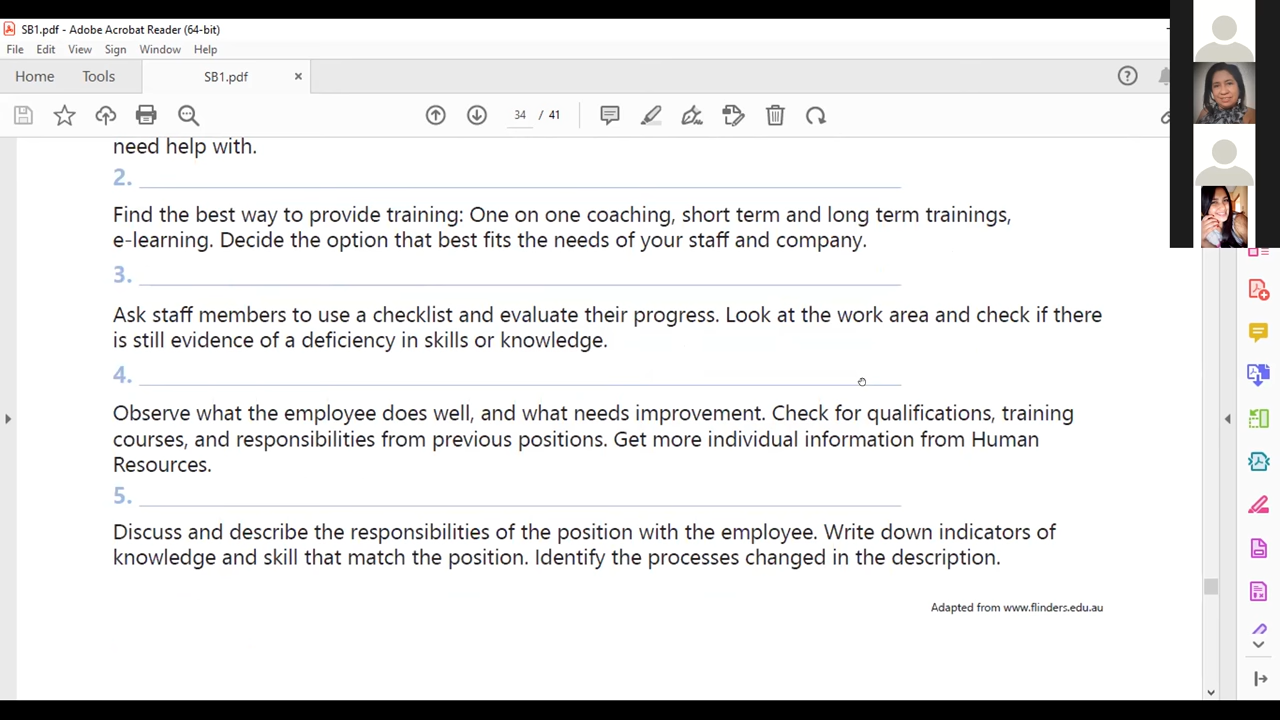 SB1.pdf - Adobe Acrobat Reader (64-bit)
File Edit View Sign Window Help
Home Tools SB1.pdf ×
34 / 41
need help with.
2.
Find the best way to provide training: One on one coaching, short term and long term trainings,
e-learning. Decide the option that best fits the needs of your staff and company.
3.
Ask staff members to use a checklist and evaluate their progress. Look at the work area and check if there
is still evidence of a deficiency in skills or knowledge.
4.
Observe what the employee does well, and what needs improvement. Check for qualifications, training
courses, and responsibilities from previous positions. Get more individual information from Human
Resources.
5.
Discuss and describe the responsibilities of the position with the employee. Write down indicators of
knowledge and skill that match the position. Identify the processes changed in the description.
Adapted from www.flinders.edu.au